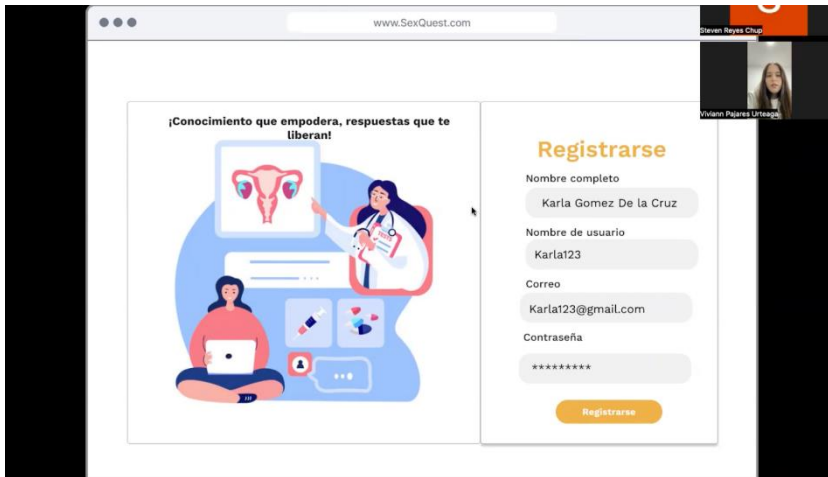 www.SexQuest.com
Steven Reyes Chup
Viviann Pajares Urteaga
¡Conocimiento que empodera, respuestas que te
liberan!
TESTS
Registrarse
Nombre completo
Karla Gomez De la Cruz
Nombre de usuario
Karla123
Correo
Karla123@gmail.com
Contraseña
*********
Registrarse